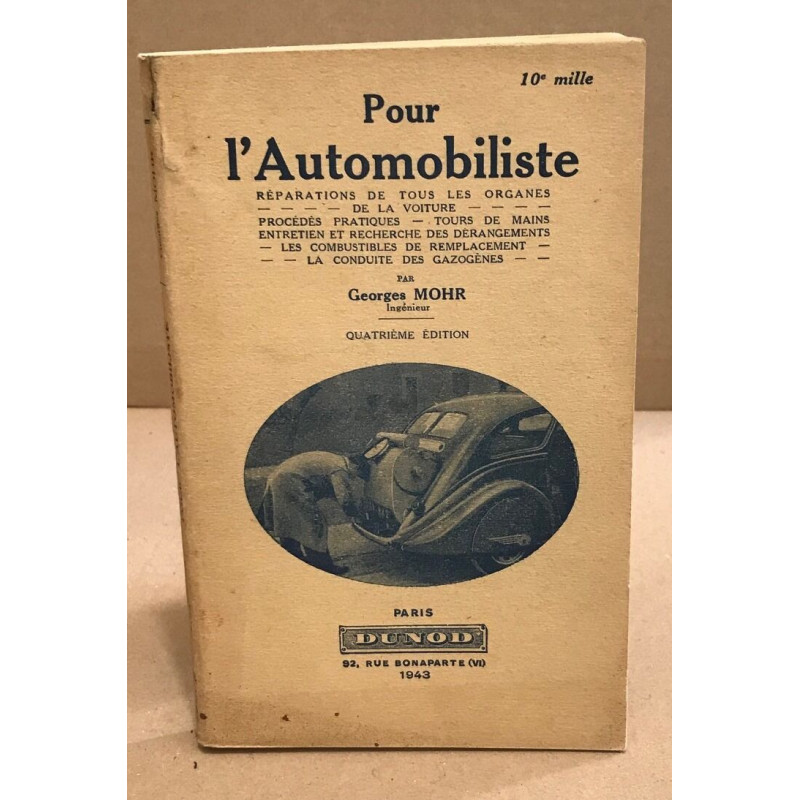 10e mille
Pour
l'Automobiliste
RÉPARATIONS DE TOUS LES ORGANES
— — — — DE LA VOITURE — — — —
PROCÉDÉS PRATIQUES — TOURS DE MAINS
ENTRETIEN ET RECHERCHE DES DÉRANGEMENTS
— LES COMBUSTIBLES DE REMPLACEMENT —
— — LA CONDUITE DES GAZOGÈNES — —
PAR
Georges MOHR
Ingénieur
QUATRIÈME ÉDITION
PARIS
DUNOD
92, RUE BONAPARTE (VI)
1943